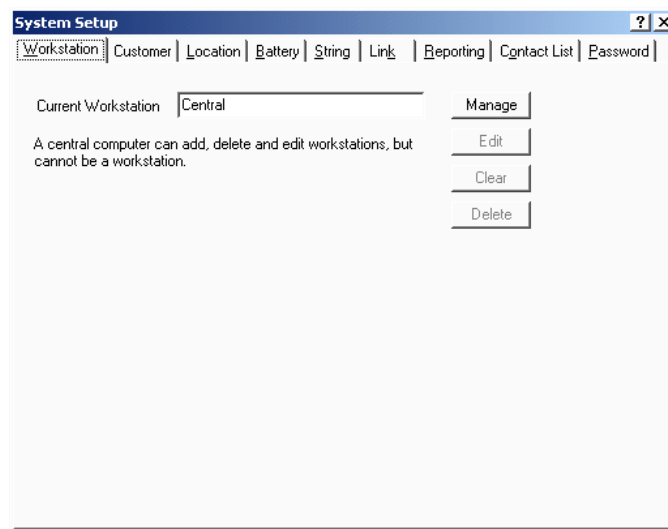 System Setup
Workstation Customer Location Battery String Link Reporting Contact List Password
Current Workstation Central Manage
A central computer can add, delete and edit workstations, but
cannot be a workstation.
Edit
Clear
Delete